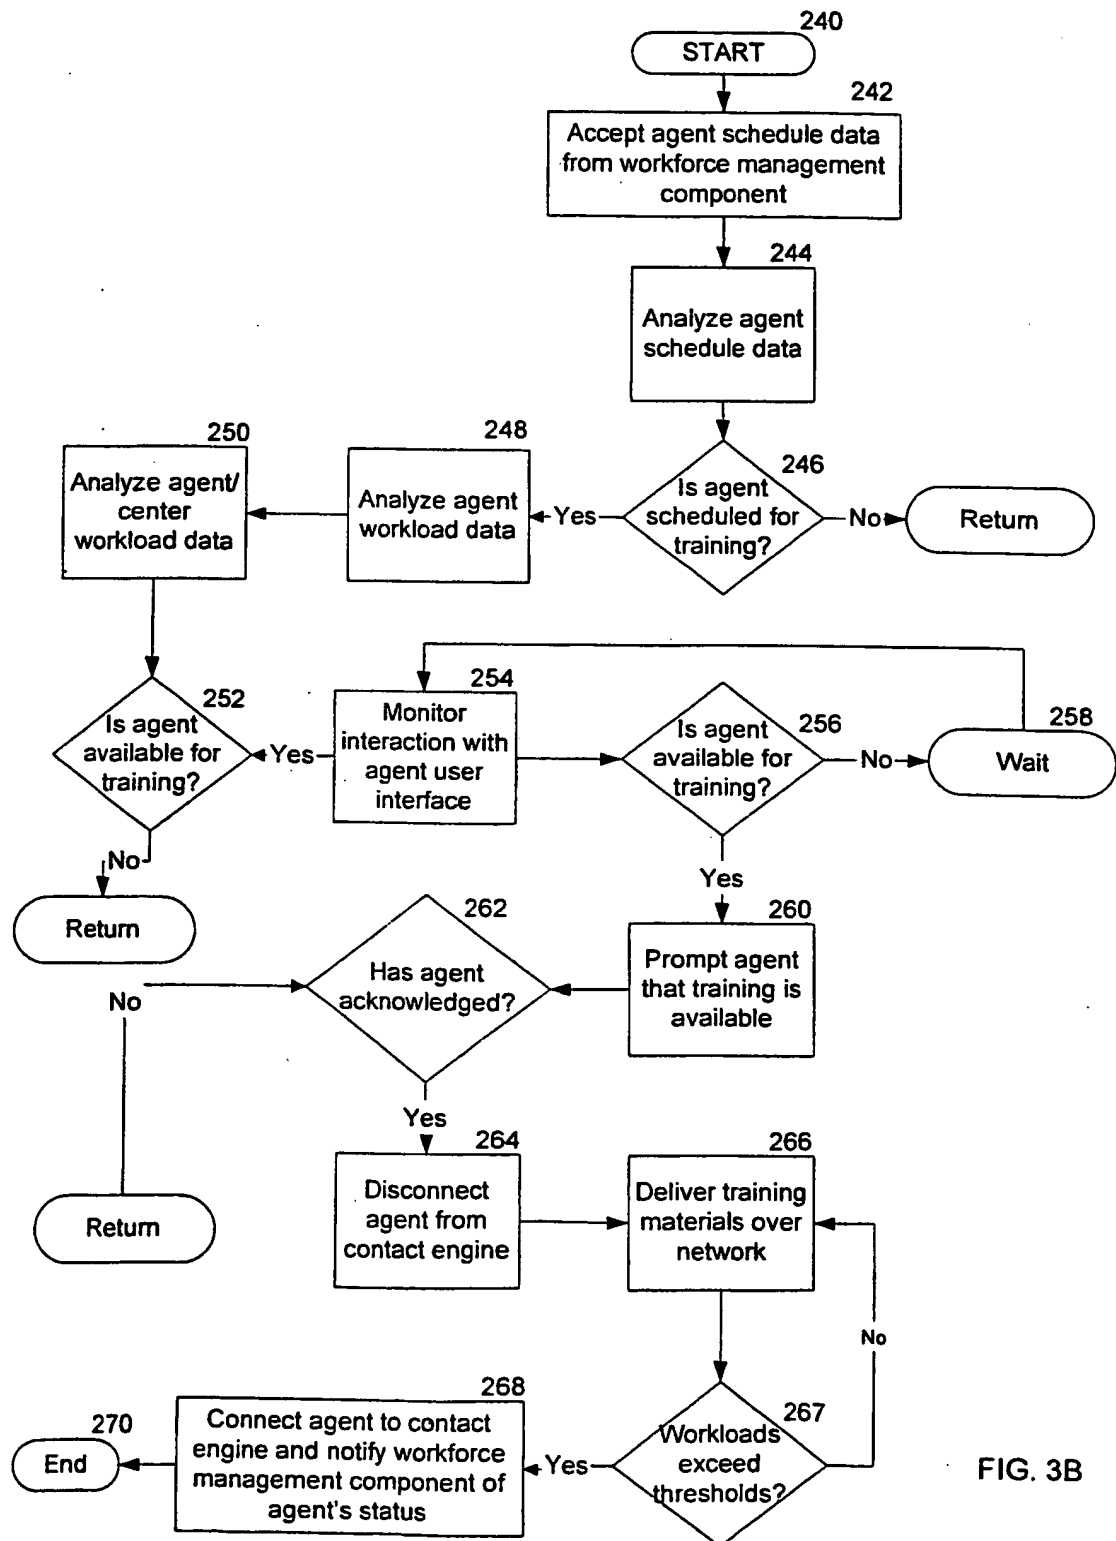 240
START
242
Accept agent schedule data
from workforce management
component
244
Analyze agent
schedule data
250
Analyze agent/
center
workload data
248
Analyze agent
workload data
Yes
246
Is agent
scheduled for
training?
No
Return
252
Is agent
available for
training?
Yes
254
Monitor
interaction with
agent user
interface
Is agent
available for
training?
256
No
258
Wait
No
Return
Yes
262
Has agent
acknowledged?
260
Prompt agent
that training is
available
No
Return
Yes
264
Disconnect
agent from
contact engine
266
Deliver training
materials over
network
No
270
End
268
Connect agent to contact
engine and notify workforce
management component of
agent's status
Yes
267
Workloads
exceed
thresholds?
FIG. 3B